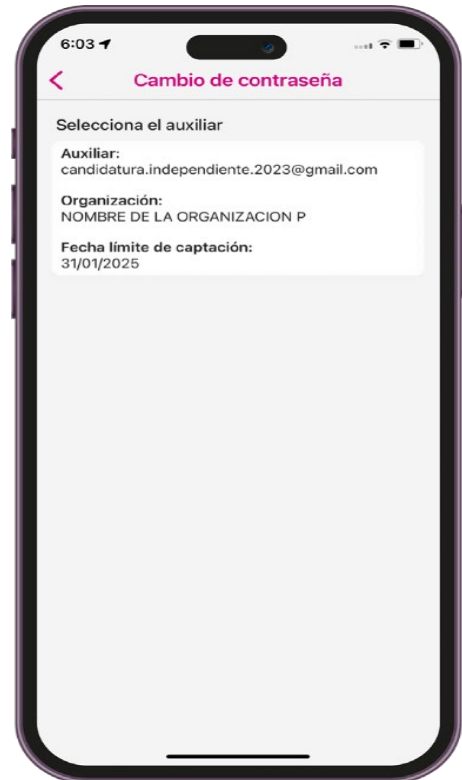 6:03
Cambio de contraseña
Selecciona el auxiliar
Auxiliar:
candidatura.independiente.2023@gmail.com
Organización:
NOMBRE DE LA ORGANIZACION P
Fecha límite de captación:
31/01/2025